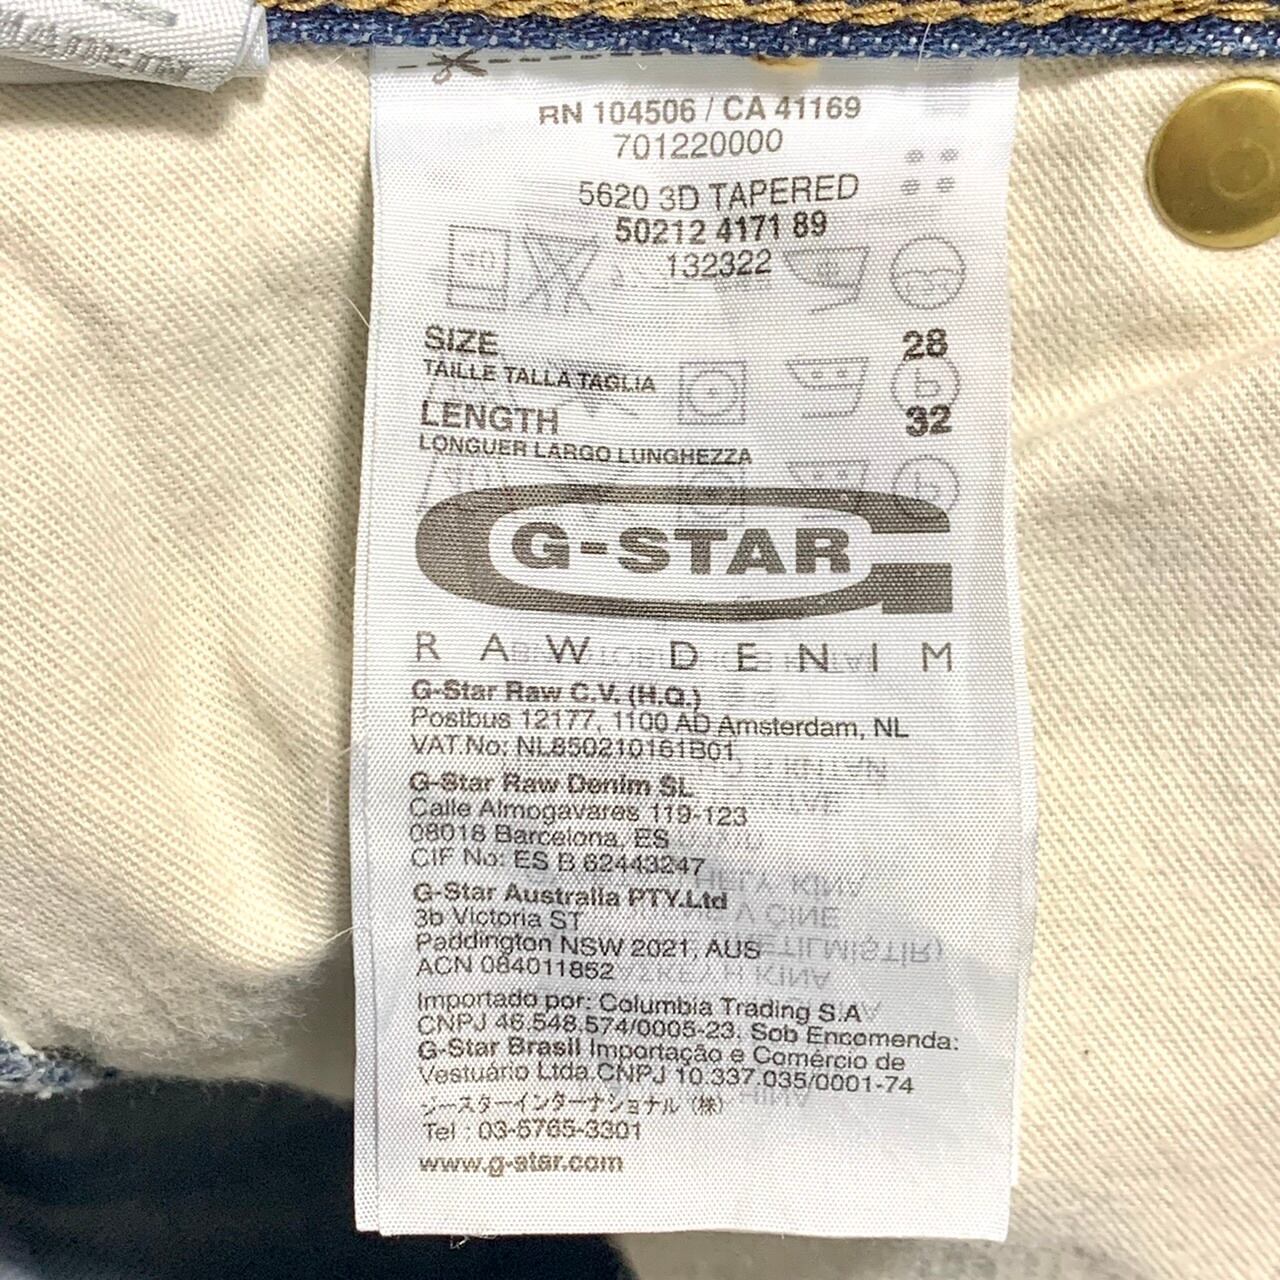 RN 104506 / CA 41169
701220000
5620 3D TAPERED
50212 4171 89
132322
SIZE 28
TAILLE TALLA TAGLIA
LENGTH 32
LONGUER LARGO LUNGHEZZA
G-STAR
RAW DENIM
G-Star Raw C.V. (H.Q.)
Postbus 12177, 1100 AD Amsterdam, NL
VAT.No: NL850210161B01
G-Star Raw Denim SL
Calle Almogavares 119-123
08018 Barcelona, ES
CIF No: ES B 62443247
G-Star Australia PTY.Ltd
3b Victoria ST
Paddington NSW 2021, AUS
ACN 084011852
Importado por: Columbia Trading S.A
CNPJ 46.548.574/0005-23. Sob Encomenda:
G-Star Brasil Importação e Comércio de
Vestuário Ltda.CNPJ 10.337.035/0001-74
ジースターインターナショナル (株)
Tel : 03-5765-3301
www.g-star.com